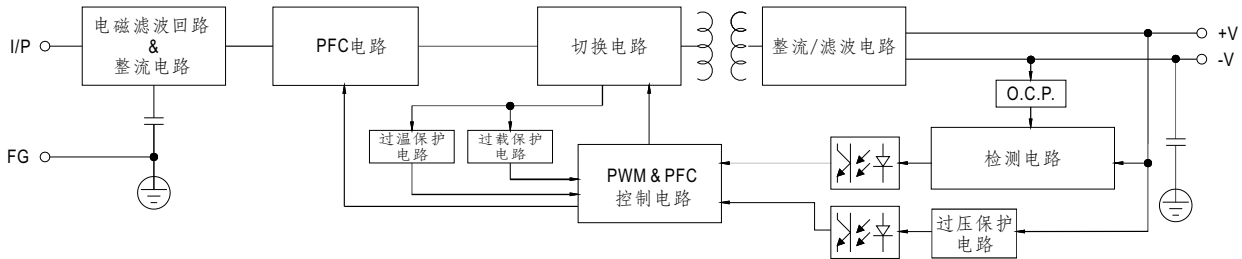 I/P
电磁滤波回路
&
整流电路
PFC电路
切换电路
整流/滤波电路
+V
-V
O.C.P.
过温保护
电路
过载保护
电路
FG
PWM & PFC
控制电路
检测电路
过压保护
电路